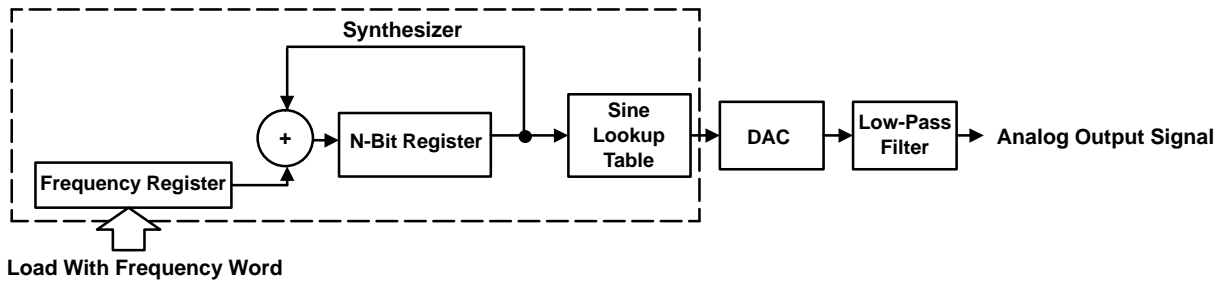 Synthesizer
+
N-Bit Register
Frequency Register
Load With Frequency Word
Sine
Lookup
Table
DAC
Low-Pass
Filter
Analog Output Signal